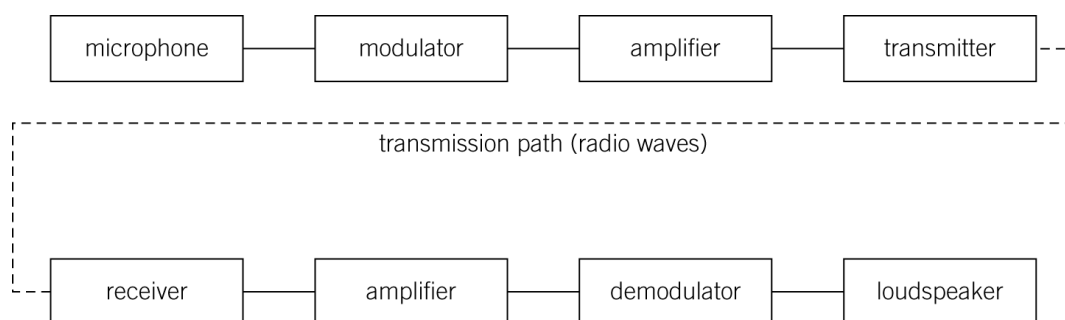 microphone modulator amplifier transmitter
transmission path (radio waves)
receiver amplifier demodulator loudspeaker